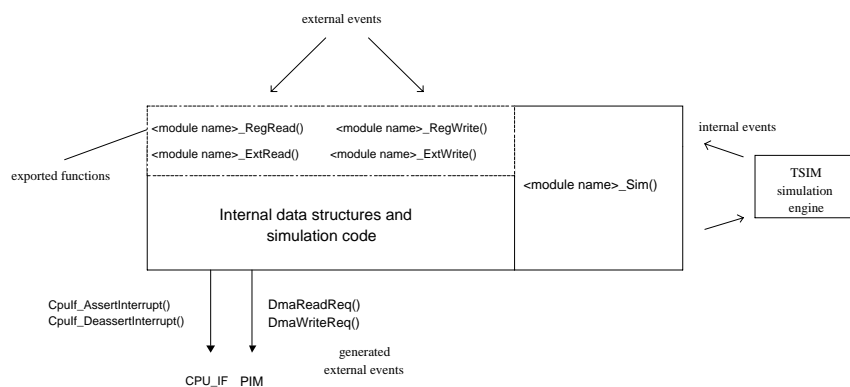 external events
<module name>_RegRead() <module name>_RegWrite()
<module name>_ExtRead() <module name>_ExtWrite()
exported functions
Internal data structures and
simulation code
<module name>_Sim()
internal events
TSIM
simulation
engine
CpuIf_AssertInterrupt()
CpuIf_DeassertInterrupt()
DmaReadReq()
DmaWriteReq()
generated
external events
CPU_IF PIM